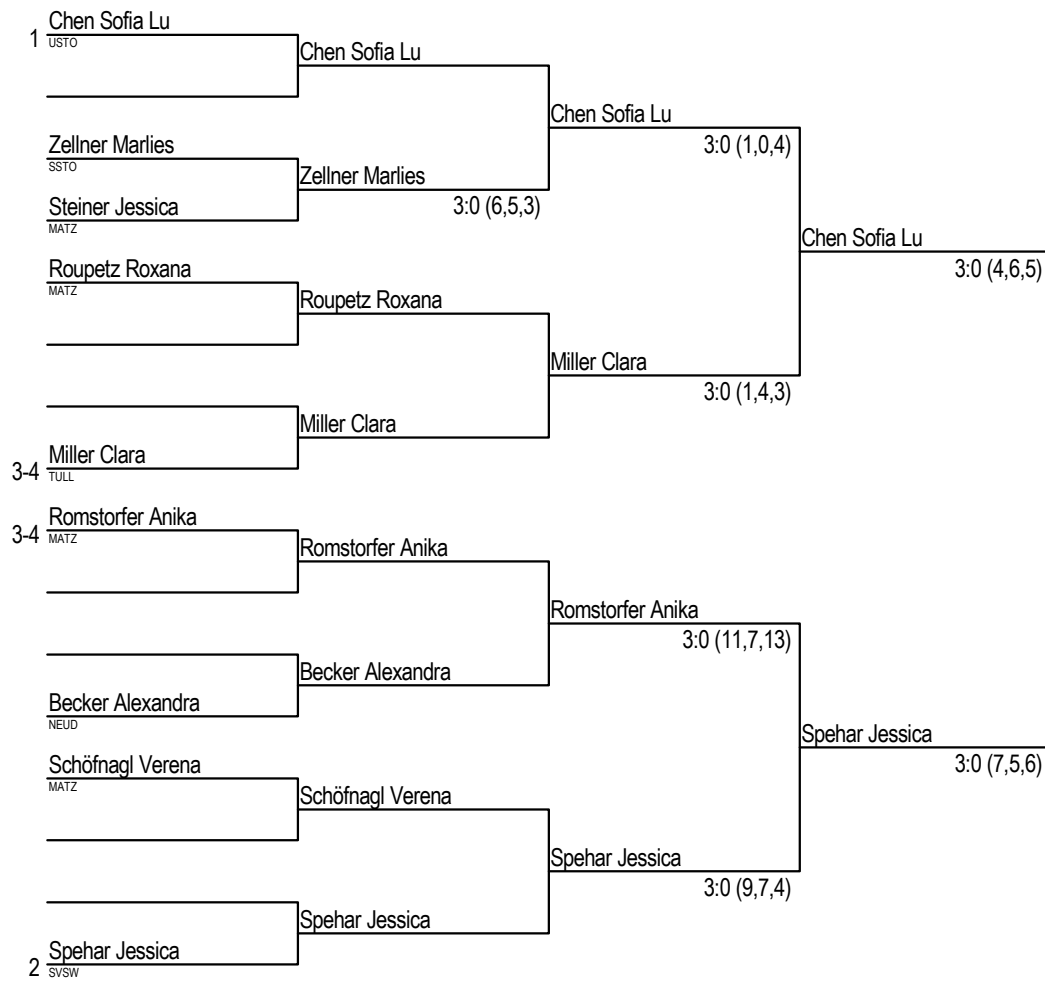 Chen Sofia Lu
1
USTO
Chen Sofia Lu
Chen Sofia Lu
3:0 (1,0,4)
Zellner Marlies
SSTO
Zellner Marlies
3:0 (6,5,3)
Steiner Jessica
MATZ
Chen Sofia Lu
3:0 (4,6,5)
Roupetz Roxana
MATZ
Roupetz Roxana
Miller Clara
3:0 (1,4,3)
Miller Clara
Miller Clara
3-4
TULL
Romstorfer Anika
3-4
MATZ
Romstorfer Anika
Romstorfer Anika
3:0 (11,7,13)
Becker Alexandra
Becker Alexandra
NEUD
Spehar Jessica
3:0 (7,5,6)
Schöfnagl Verena
MATZ
Schöfnagl Verena
Spehar Jessica
3:0 (9,7,4)
Spehar Jessica
Spehar Jessica
2
SVSW